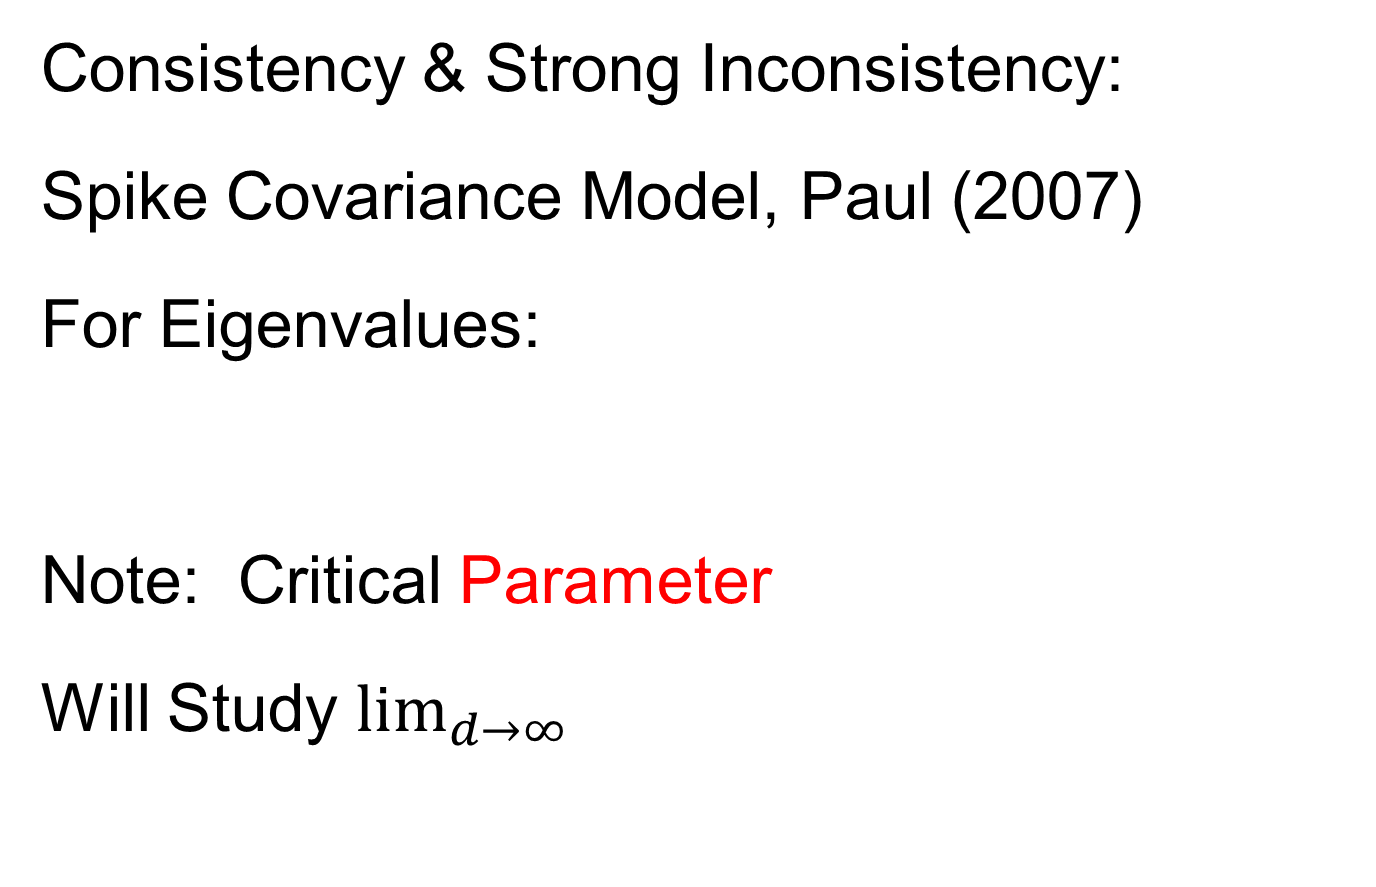 Consistency & Strong Inconsistency:
Spike Covariance Model, Paul (2007)
For Eigenvalues:
Note:  Critical Parameter
Will Study lim_{d→∞}